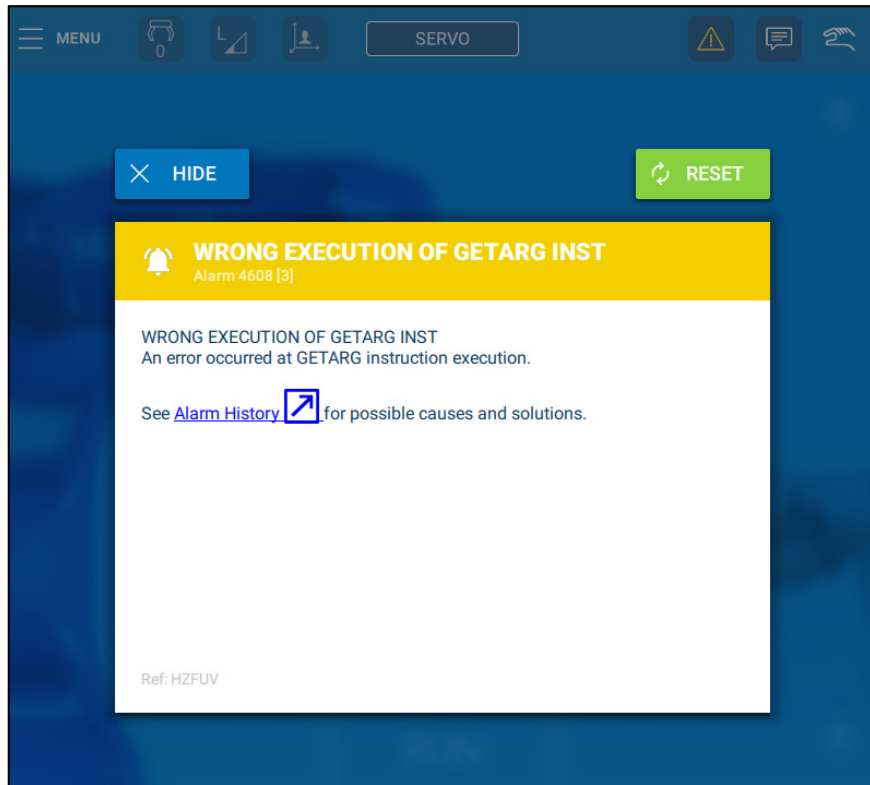 MENU
0
L
SERVO
HIDE
RESET
WRONG EXECUTION OF GETARG INST
Alarm 4608 [3]
WRONG EXECUTION OF GETARG INST
An error occurred at GETARG instruction execution.
See Alarm History for possible causes and solutions.
Ref: HZFUV
RUN